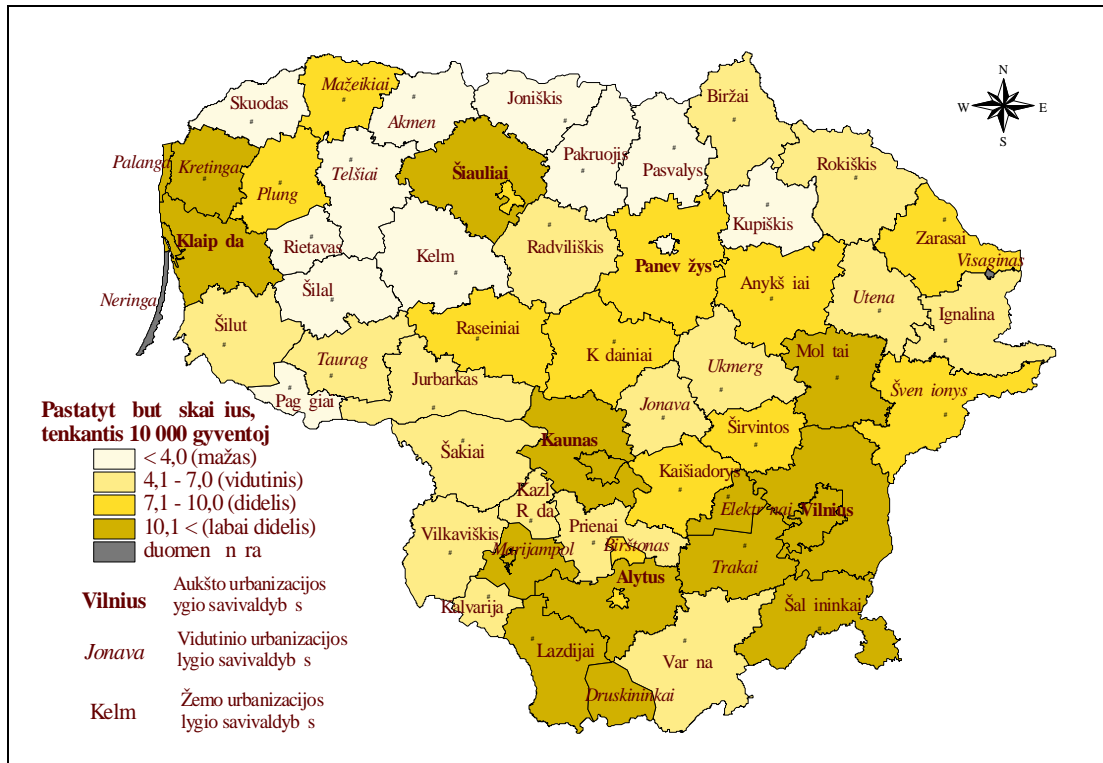 N
W E
S
Mažeikiai
Skuodas
Akmen
Joniškis
Biržai
Palanga
Kretinga
Plung
Telšiai
Šiauliai
Pakruojis
Pasvalys
Rokiškis
Klaip da
Rietavas
Kelm
Radviliškis
Panev žys
Kupiškis
Zarasai
Visaginas
Neringa
Šilal
Anykš iai
Utena
Ignalina
Šilut
Raseiniai
K dainiai
Mol tai
Taurag
Ukmerg
Šven ionys
Jurbarkas
Pag giai
Jonava
Širvintos
Šakiai
Kaunas
Kaišiadorys
Kazl
R da
Elektr nai
Vilnius
Vilkaviškis
Prienai
Marijampol
Birštonas
Trakai
Alytus
Kalvarija
Šal ininkai
Lazdijai
Var na
Druskininkai
Pastatyt but skai ius,
tenkantis 10 000 gyventoj
< 4,0 (mažas)
4,1 - 7,0 (vidutinis)
7,1 - 10,0 (didelis)
10,1 < (labai didelis)
duomen n ra
Vilnius Aukšto urbanizacijos
ygio savivaldyb s
Jonava Vidutinio urbanizacijos
lygio savivaldyb s
Kelm Žemo urbanizacijos
lygio savivaldyb s